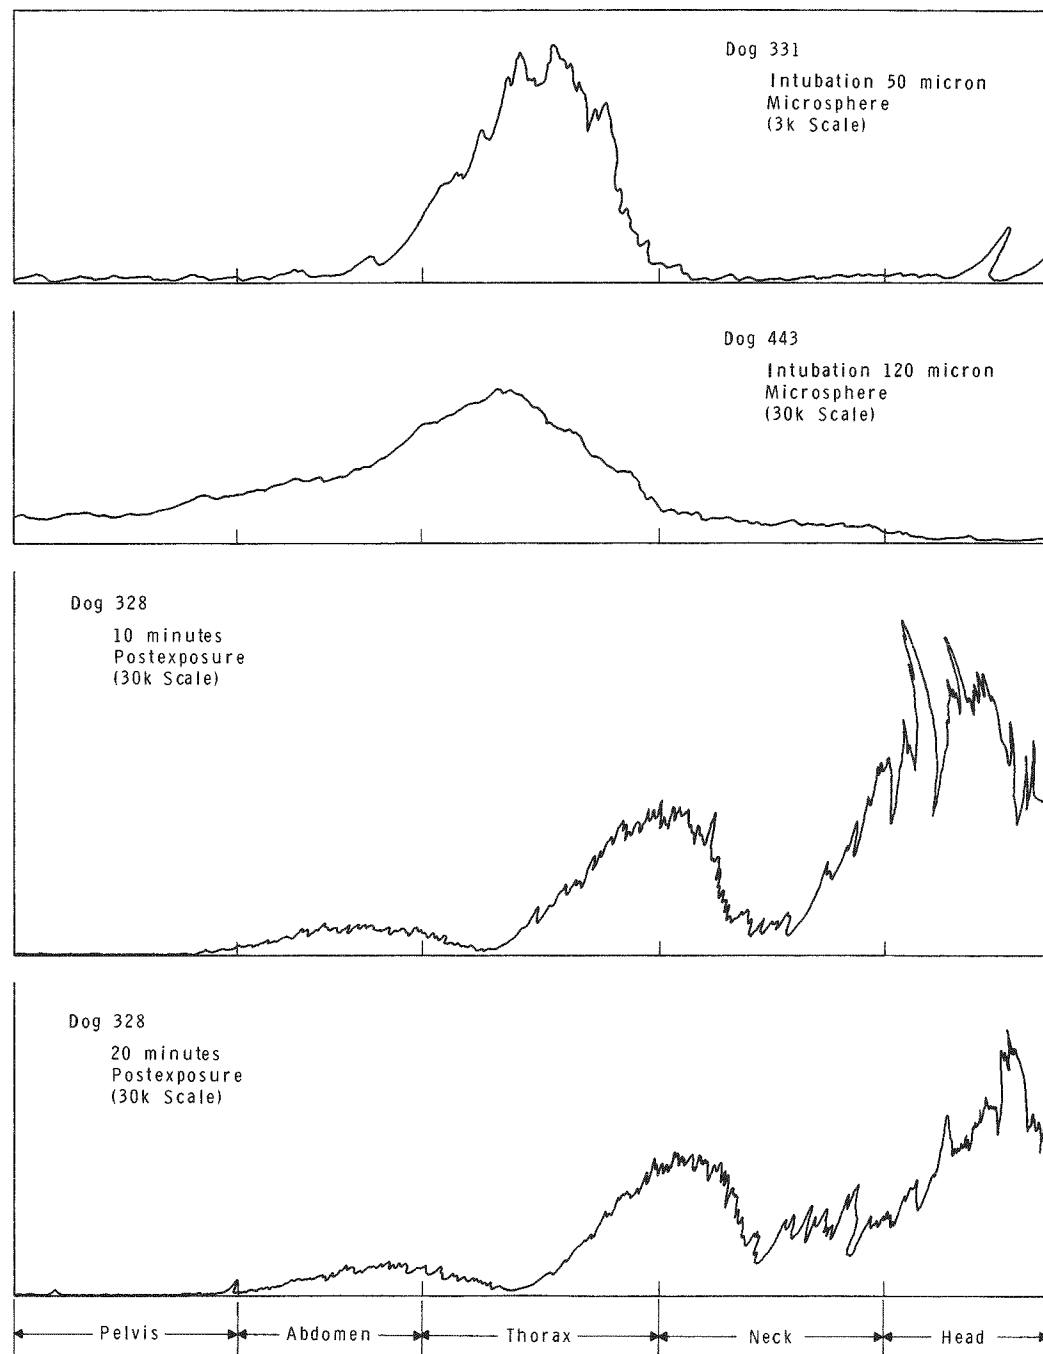 Dog 331
Intubation 50 micron
Microsphere
(3k Scale)
Dog 443
Intubation 120 micron
Microsphere
(30k Scale)
Dog 328
10 minutes
Postexposure
(30k Scale)
Dog 328
20 minutes
Postexposure
(30k Scale)
Pelvis Abdomen Thorax Neck Head